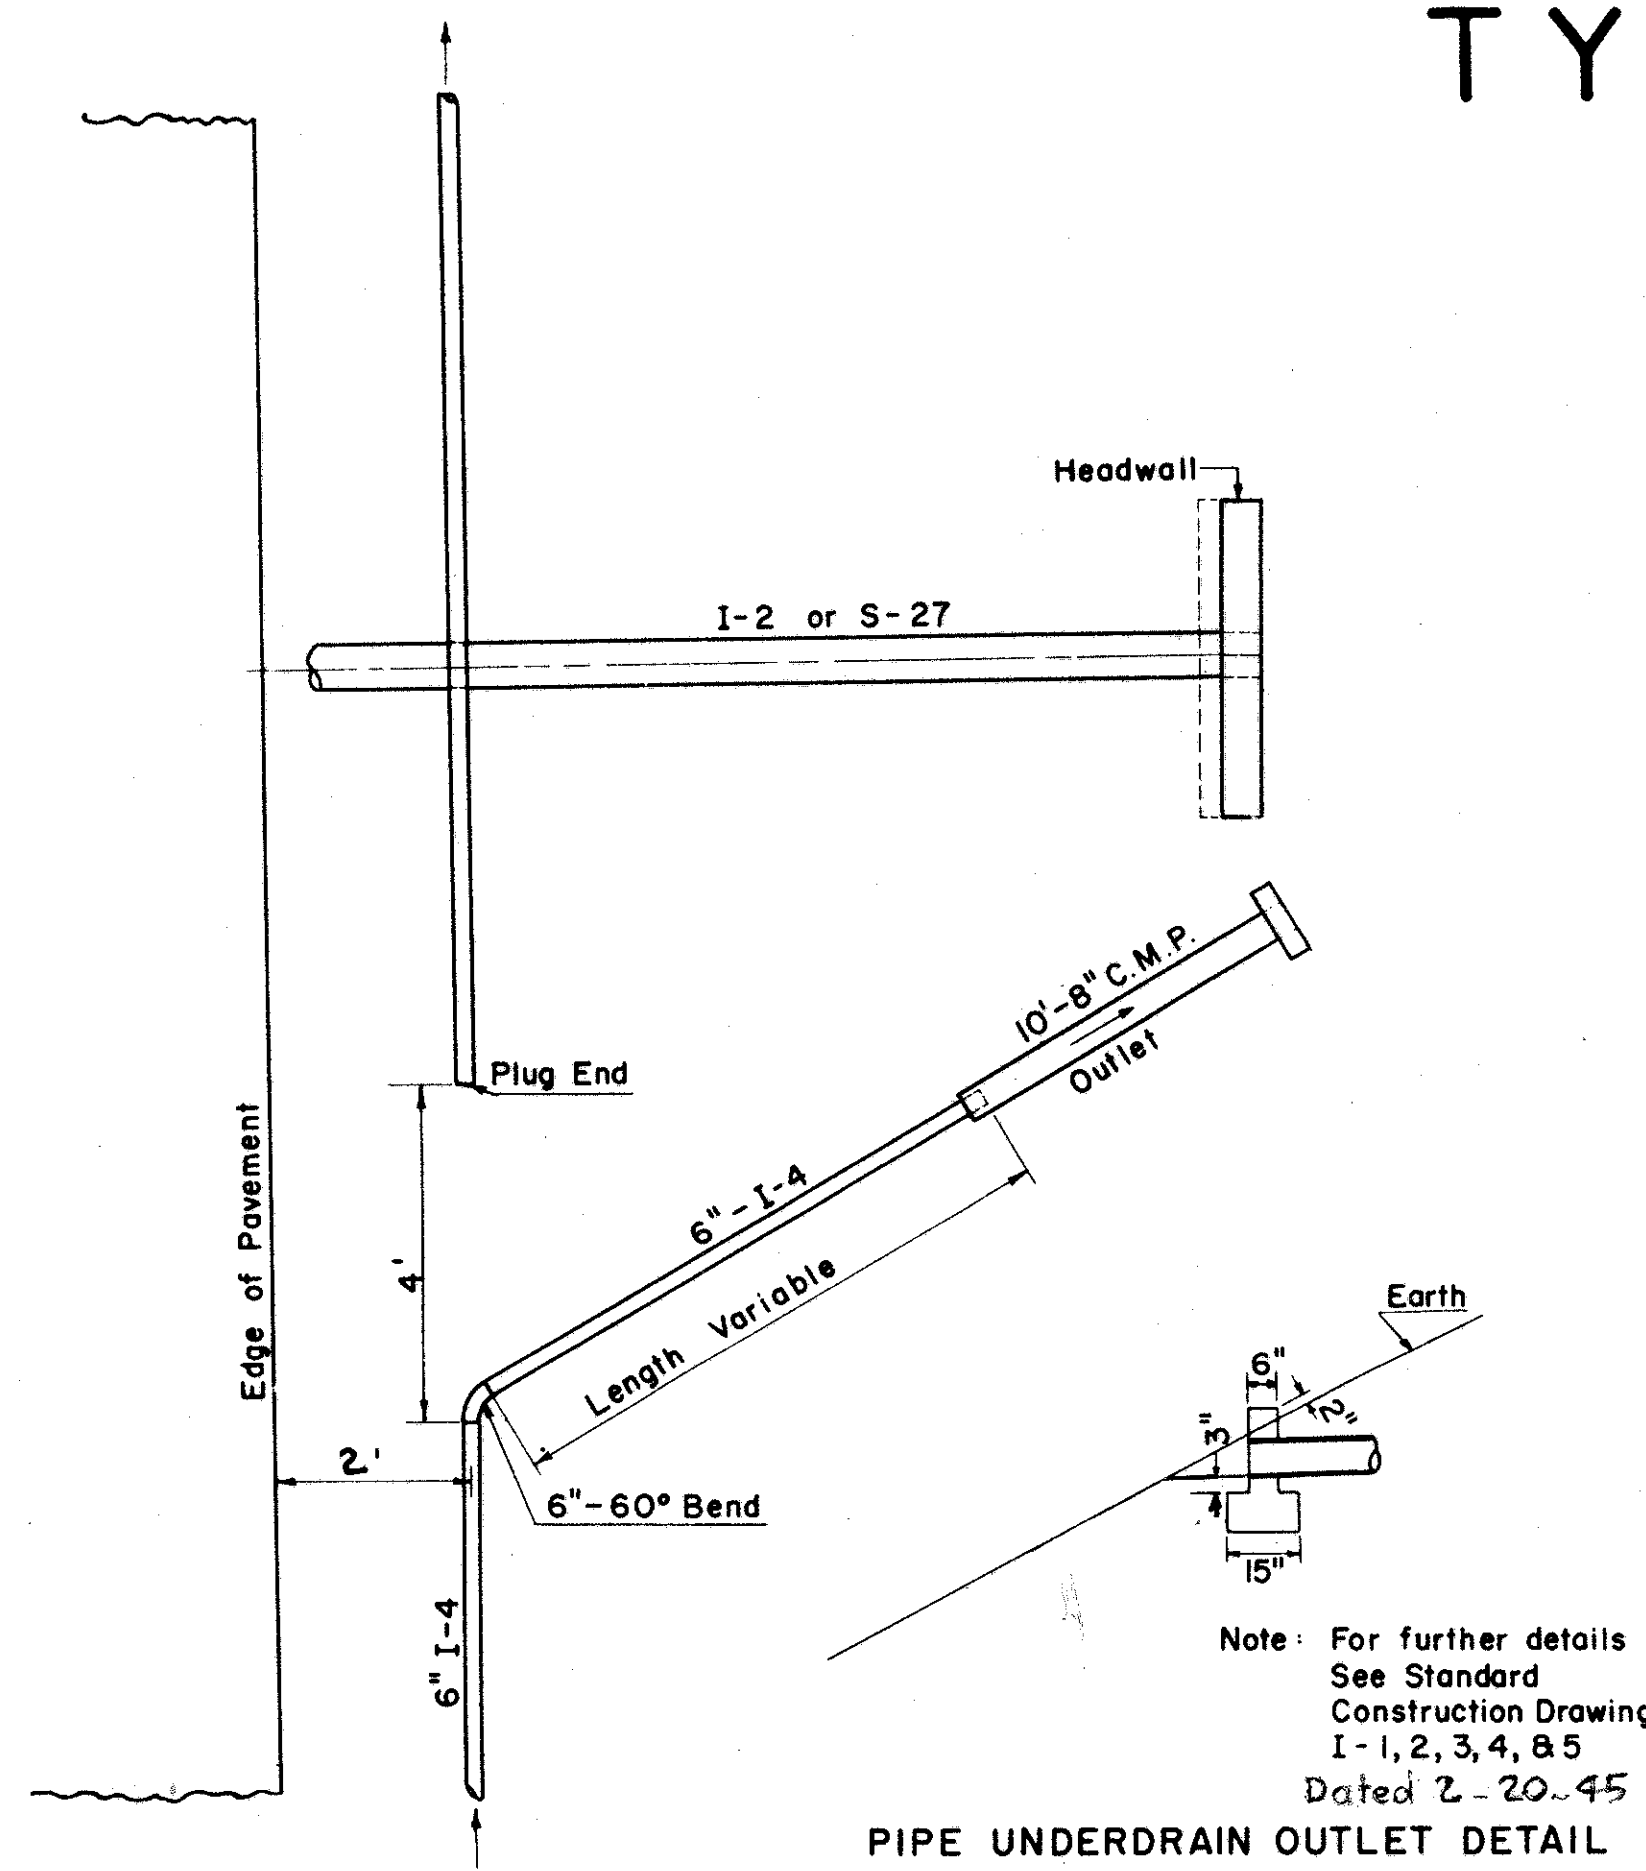 TY
Headwall
I-2 or S-27
10'-8" C.M.P.
Outlet
Plug End
6"-I-4
Edge of Pavement
4'
Length Variable
Earth
6"
2"
3"
2'
6"-60° Bend
15"
6" I-4
Note: For further details
See Standard
Construction Drawing
I-1, 2, 3, 4, & 5
Dated 2-20-45
PIPE UNDERDRAIN OUTLET DETAIL